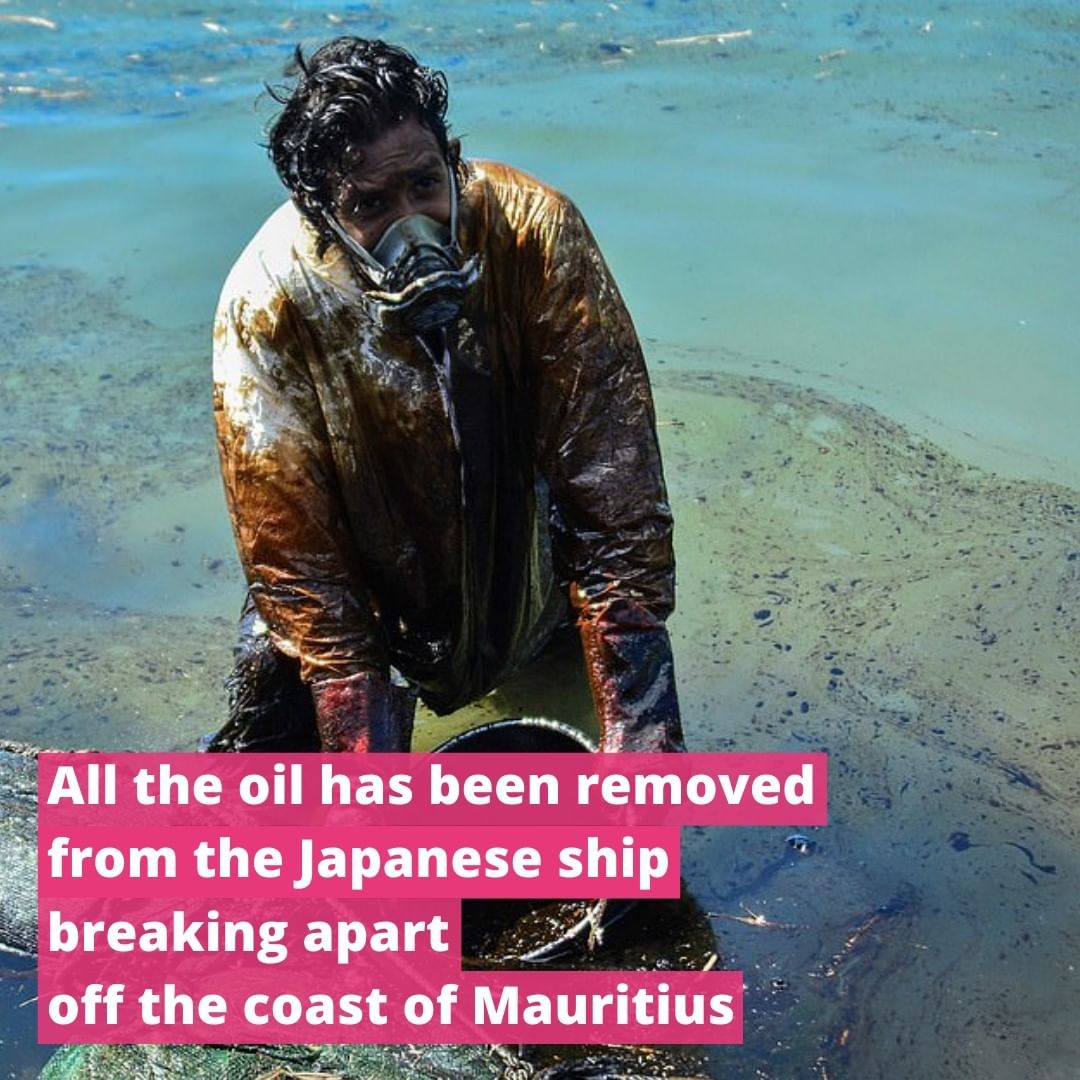 All the oil has been removed
from the Japanese ship
breaking apart
off the coast of Mauritius